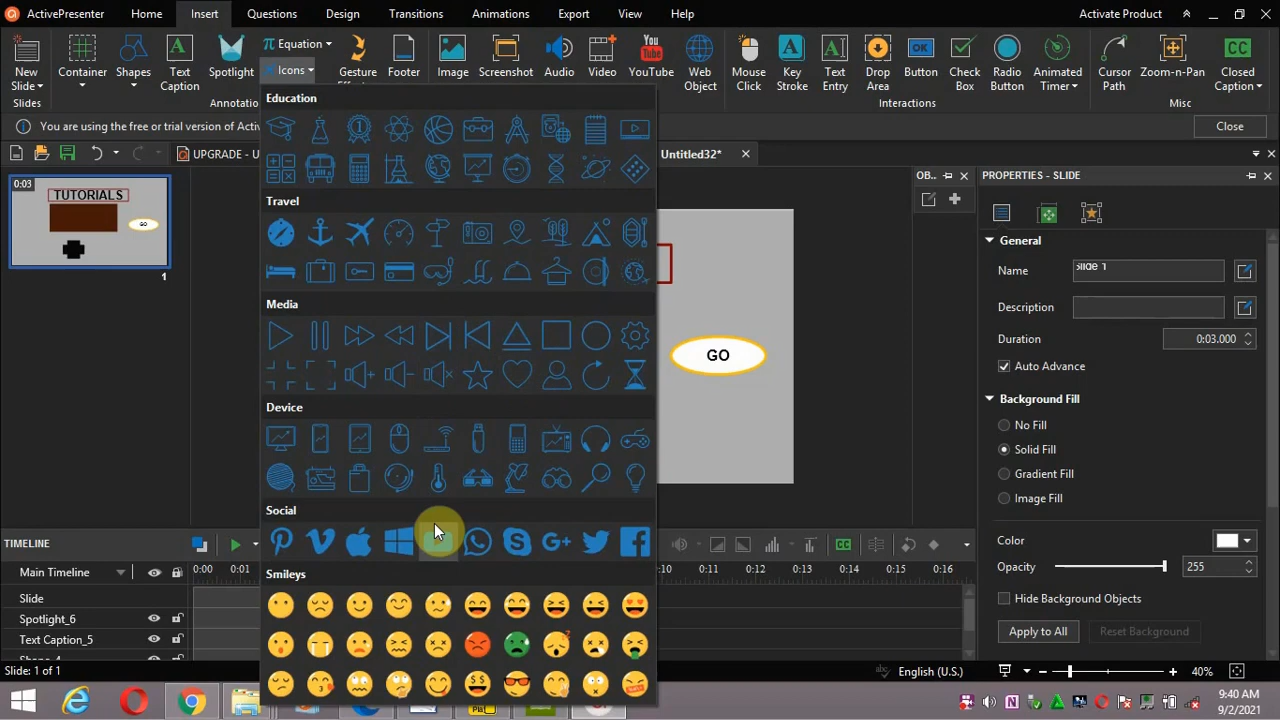 ActivePresenter
Home
Insert
Questions
Design
Transitions
Animations
Export
View
Help
Activate Product
New
Slide
Slides
Container
Shapes
Text
Caption
Spotlight
Equation
Icons
Annotatio
Gesture
Footer
Image
Screenshot
Audio
You
Tube
YouTube
Video
Web
Object
Mouse
Click
Key
Stroke
Text
Entry
Drop
Area
OK
Button
Check
Box
Radio
Button
Animated
Timer
Interactions
Cursor
Path
Zoom-n-Pan
CC
Closed
Caption
Misc
You are using the free or trial version of Activ
Close
UPGRADE - U
Untitled32*
0:03
TUTORIALS
GO
1
Education
Travel
Media
Device
Social
Smileys
GO
OB..
PROPERTIES - SLIDE
General
Name
Slide 1
Description
Duration
0:03.000
Auto Advance
Background Fill
No Fill
Solid Fill
Gradient Fill
Image Fill
Color
Opacity
255
Hide Background Objects
Apply to All
Reset Background
TIMELINE
CC
Main Timeline
0:00
0:01
0:10
0:11
0:12
0:13
0:14
0:15
0:16
Slide
Spotlight_6
Text Caption_5
Slide: 1 of 1
English (U.S.)
40%
9:40 AM
9/2/2021